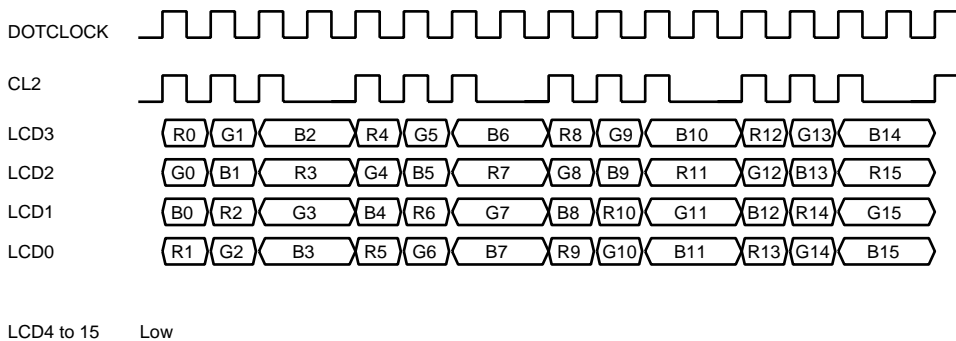 DOTCLOCK
CL2
LCD3 R0 G1 B2 R4 G5 B6 R8 G9 B10 R12 G13 B14
LCD2 G0 B1 R3 G4 B5 R7 G8 B9 R11 G12 B13 R15
LCD1 B0 R2 G3 B4 R6 G7 B8 R10 G11 B12 R14 G15
LCD0 R1 G2 B3 R5 G6 B7 R9 G10 B11 R13 G14 B15
LCD4 to 15 Low